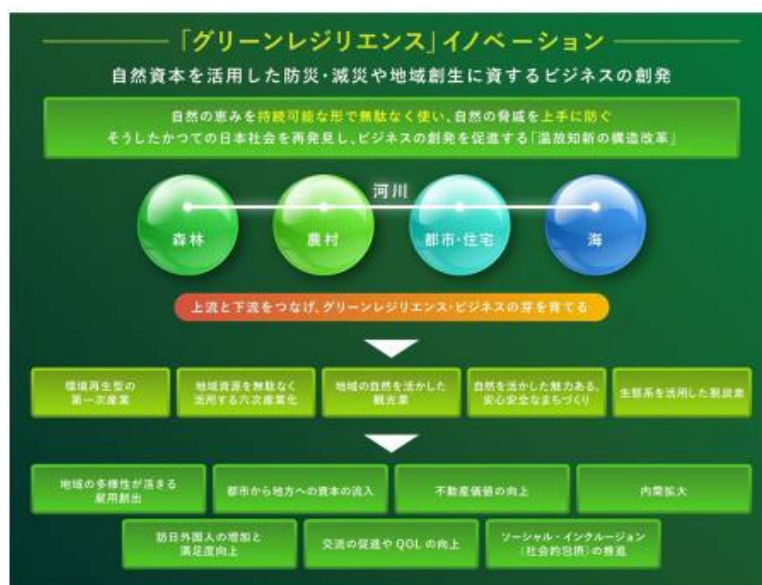 「グリーンレジリエンス」イノベーション
自然資本を活用した防災・減災や地域創生に資するビジネスの創発
自然の恵みを持続可能な形で無駄なく使い、自然の脅威を上手に防ぐ
そうしたかつての日本社会を再発見し、ビジネスの創発を促進する「温故知新の構造改革」
河川
森林
農村
都市・住宅
海
上流と下流をつなげ、グリーンレジリエンス・ビジネスの芽を育てる
環境再生型の
第一次産業
地域資源を無駄なく
活用する六次産業化
地域の自然を活かした
観光業
自然を活かした魅力ある、
安心安全なまちづくり
生態系を活用した脱炭素
地域の多様性が活きる
雇用創出
都市から地方への資本の流入
不動産価値の向上
内需拡大
訪日外国人の増加と
満足度向上
交流の促進や QOL の向上
ソーシャル・インクルージョン
（社会的包摂）の推進